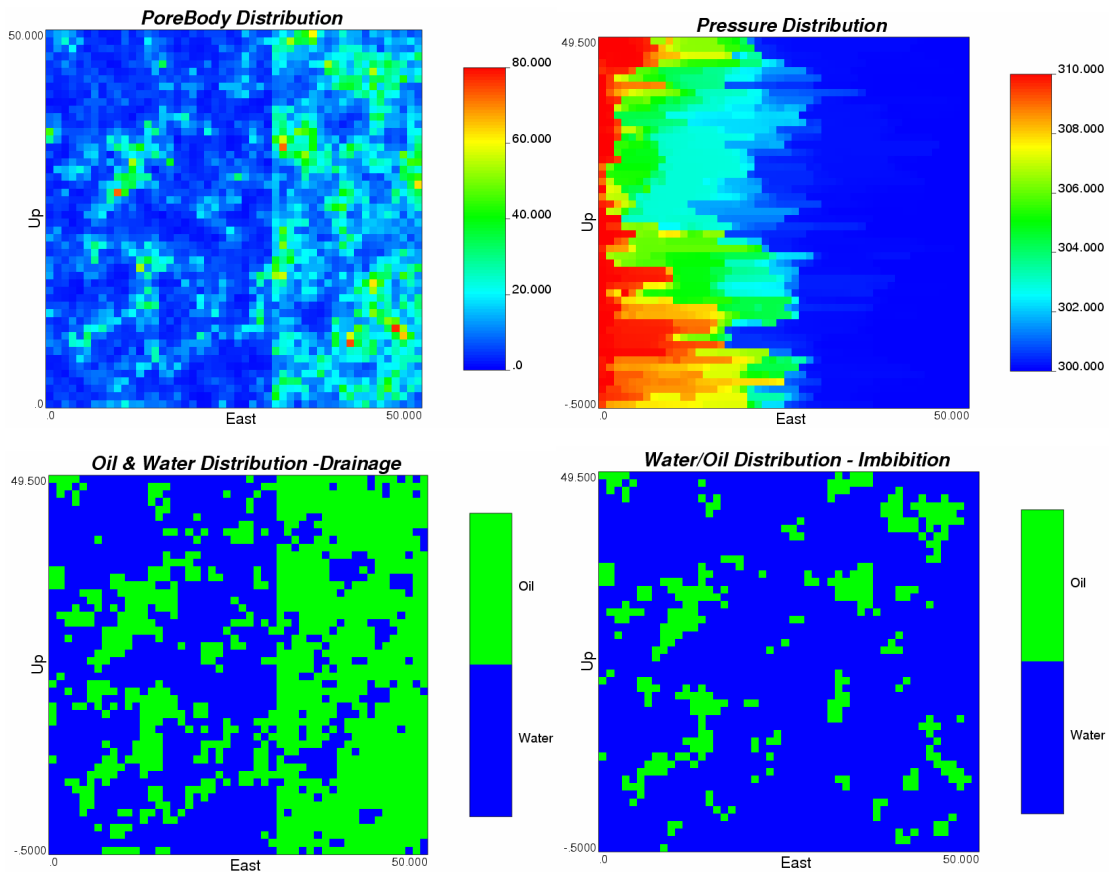 PoreBody Distribution
50.000
Up
.0
.0
East
50.000
80.000
60.000
40.000
20.000
.0
Pressure Distribution
49.500
Up
-.5000
.0
East
50.000
310.000
308.000
306.000
304.000
302.000
300.000
Oil & Water Distribution -Drainage
49.500
Up
-.5000
.0
East
50.000
Oil
Water
Water/Oil Distribution - Imbibition
49.500
Up
-.5000
.0
East
50.000
Oil
Water